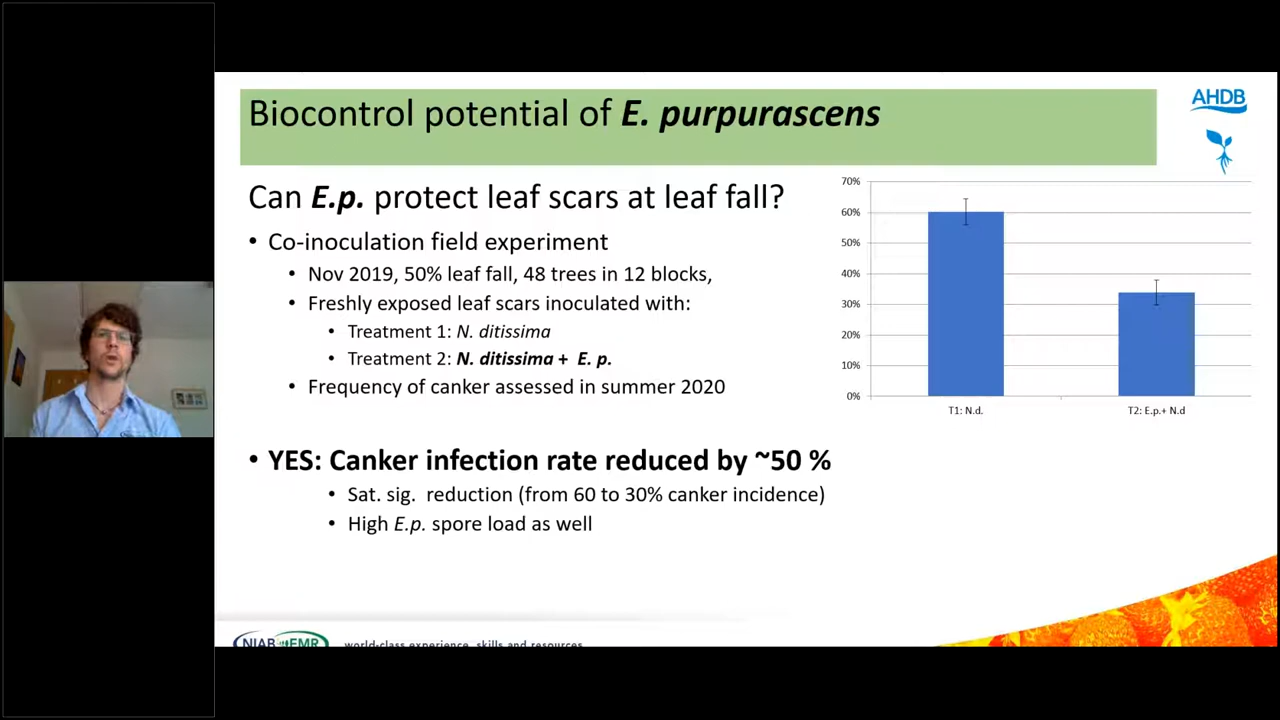 Biocontrol potential of E. purpurascens
AHDB
Can E.p. protect leaf scars at leaf fall?
• Co-inoculation field experiment
• Nov 2019, 50% leaf fall, 48 trees in 12 blocks,
• Freshly exposed leaf scars inoculated with:
• Treatment 1: N. ditissima
• Treatment 2: N. ditissima + E. p.
• Frequency of canker assessed in summer 2020
70%
60%
50%
40%
30%
20%
10%
0%
T1: N.d.
T2: E.p.+ N.d
• YES: Canker infection rate reduced by ~50 %
• Sat. sig. reduction (from 60 to 30% canker incidence)
• High E.p. spore load as well
NIAB EMR
world-class experience, skills and resources